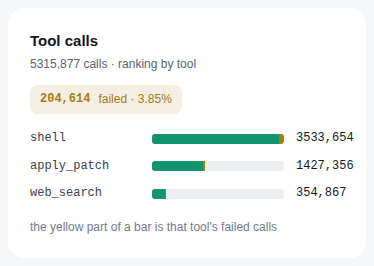 Tool calls
5315,877 calls · ranking by tool
204,614 failed · 3.85%
shell 3533,654
apply_patch 1427,356
web_search 354,867
the yellow part of a bar is that tool's failed calls